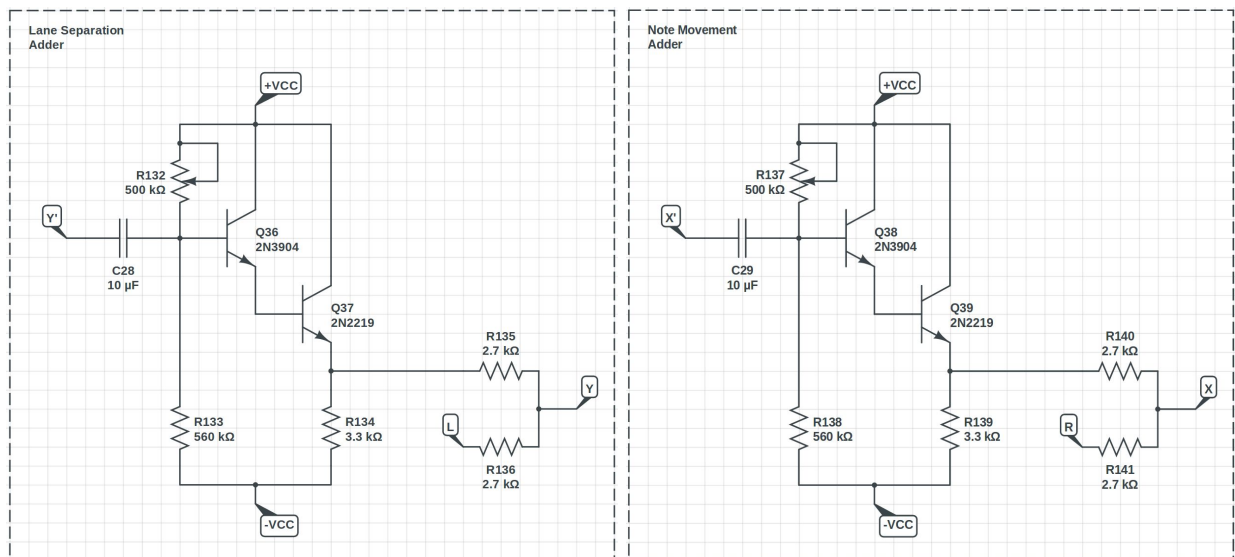 Lane Separation
Adder
+VCC
R132
500 kΩ
Y'
Q36
2N3904
C28
10 µF
Q37
2N2219
R135
2.7 kΩ
Y
R133
560 kΩ
R134
3.3 kΩ
L
R136
2.7 kΩ
-VCC
Note Movement
Adder
+VCC
R137
500 kΩ
X'
Q38
2N3904
C29
10 µF
Q39
2N2219
R140
2.7 kΩ
X
R138
560 kΩ
R139
3.3 kΩ
R
R141
2.7 kΩ
-VCC